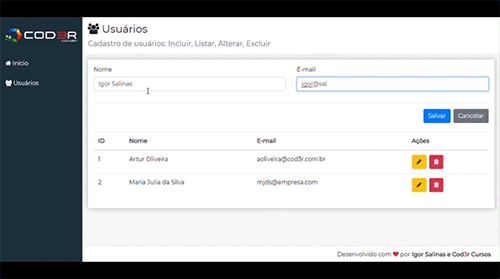 COD3R
Usuários
Cadastro de usuários: Incluir, Listar, Alterar, Excluir
Início
Usuários
Nome
E-mail
Igor Salinas
igor@sal
Salvar
Cancelar
ID Nome E-mail Ações
1 Artur Oliveira aoliveira@cod3r.com.br
2 Maria Julia da Silva mjds@empresa.com
Desenvolvido com ❤ por Igor Salinas e Cod3r Cursos